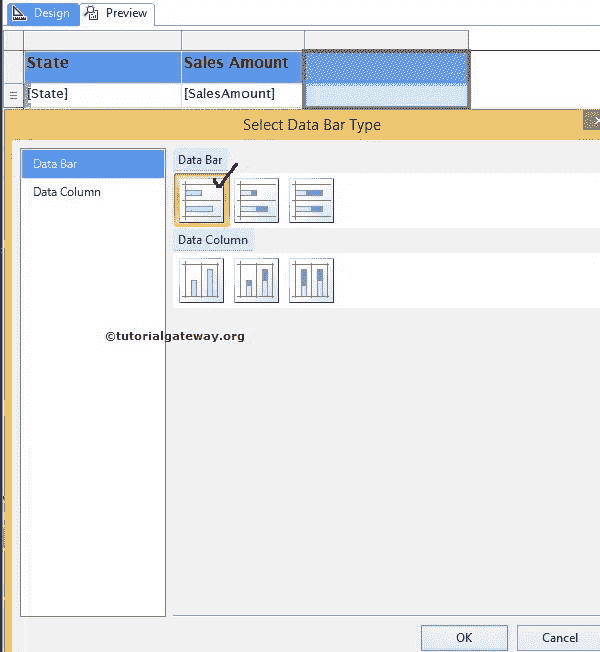 Design Preview
State Sales Amount
[State] [SalesAmount]
Select Data Bar Type
Data Bar
Data Bar
Data Column
Data Column
©tutorialgateway.org
OK Cancel